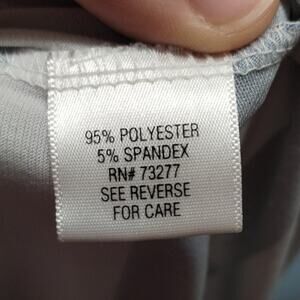 95% POLYESTER
5% SPANDEX
RN# 73277
SEE REVERSE
FOR CARE